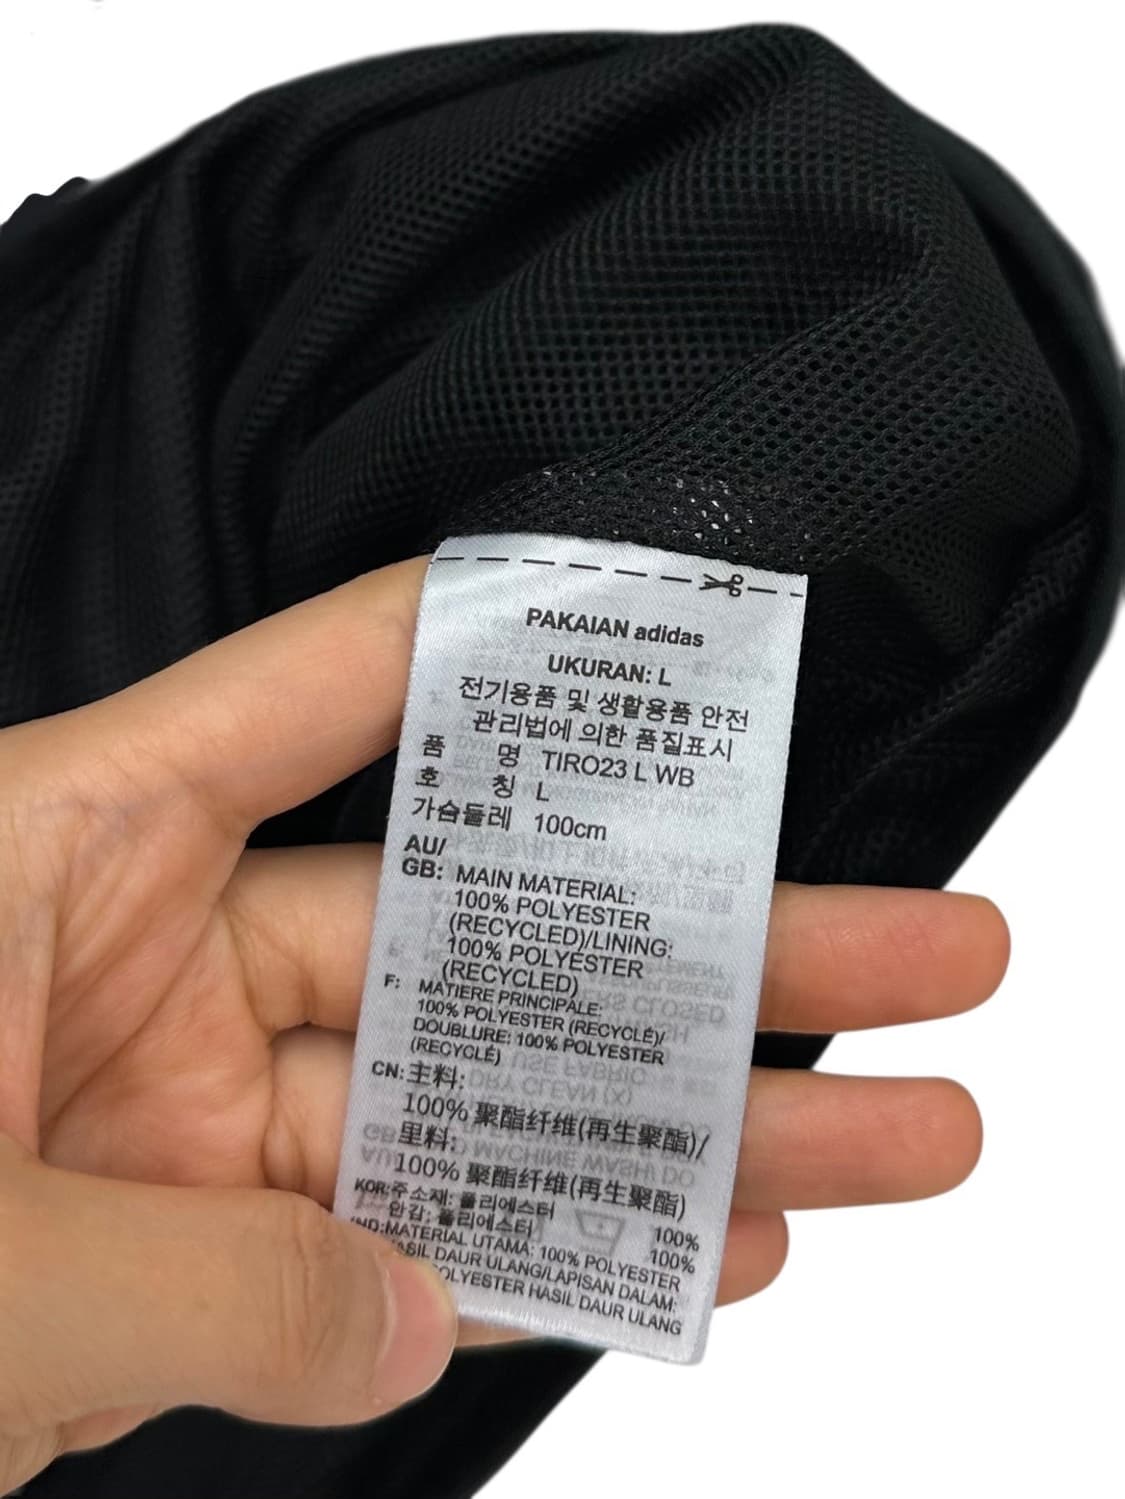 PAKAIAN adidas
UKURAN: L
전기용품 및 생활용품 안전
관리법에 의한 품질표시
품 명 TIRO23 L WB
호 칭 L
가슴둘레 100cm
AU/
GB: MAIN MATERIAL:
100% POLYESTER
(RECYCLED)/LINING:
100% POLYESTER
(RECYCLED)
F: MATIERE PRINCIPALE:
100% POLYESTER (RECYCLÉ)/
DOUBLURE: 100% POLYESTER
(RECYCLÉ)
CN: 主料:
100% 聚酯纤维(再生聚酯)/
里料:
100% 聚酯纤维(再生聚酯)
KOR: 주소재: 폴리에스터 100%
안감: 폴리에스터 100%
IND: MATERIAL UTAMA: 100% POLYESTER
DAUR ULANG/LAPISAN DALAM:
POLYESTER HASIL DAUR ULANG